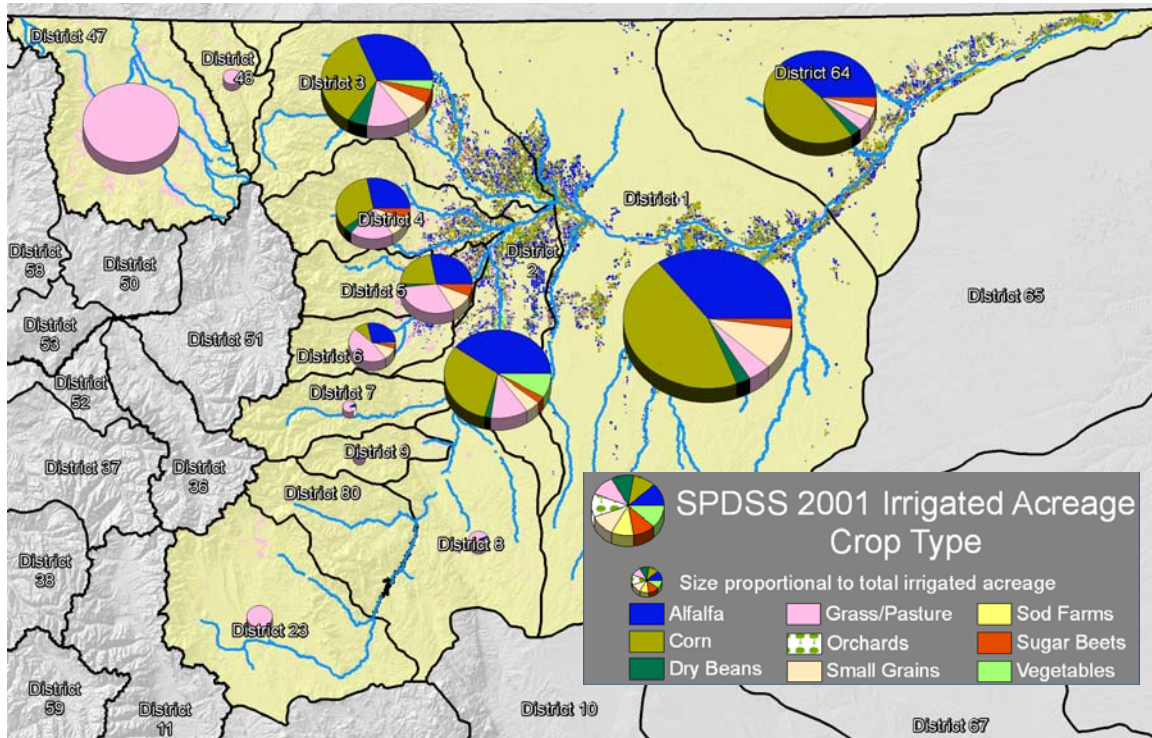 District 47
District
48
District 3
District 64
District 4
District 1
District
2
District
58
District
50
District 5
District 65
District
53
District 51
District 6
District
52
District 7
District 37
District
36
District 9
District 80
District 8
District
38
District 23
District
59
District
11
District 10
District 67
SPDSS 2001 Irrigated Acreage
Crop Type
Size proportional to total irrigated acreage
Alfalfa
Grass/Pasture
Sod Farms
Corn
Orchards
Sugar Beets
Dry Beans
Small Grains
Vegetables